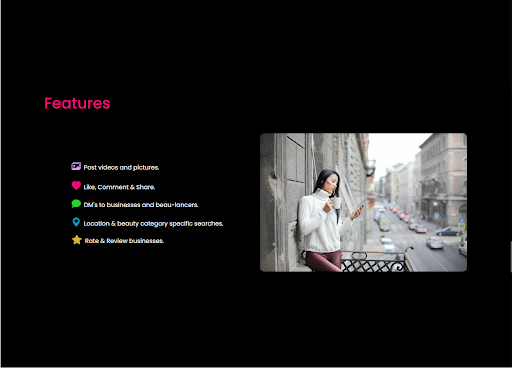 Features
Post videos and pictures.
Like, Comment & Share.
DM's to businesses and beau-lancers.
Location & beauty category specific searches.
Rate & Review businesses.